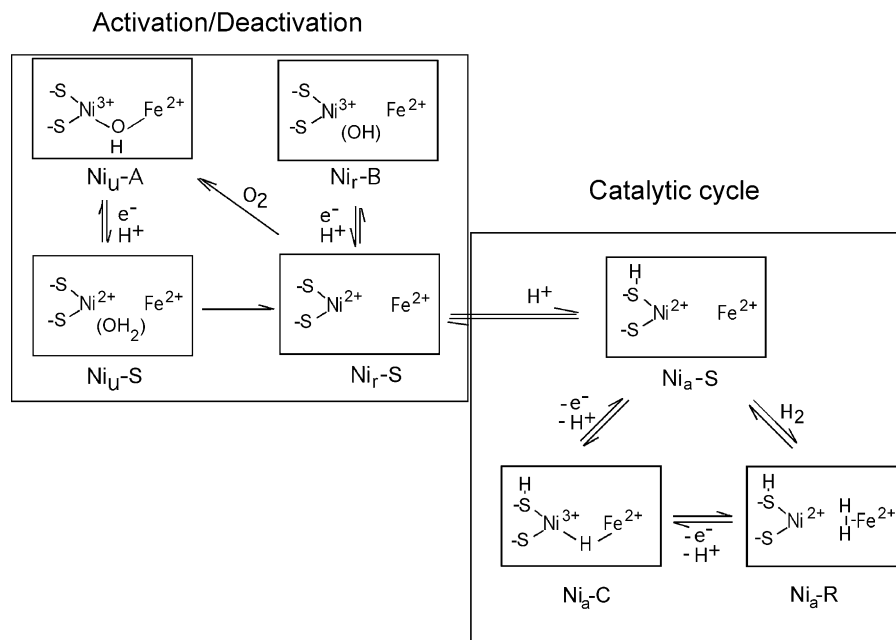 Activation/Deactivation
-S
Ni3+
Fe2+
-S
O
H
Niu-A
-S
Ni3+
Fe2+
-S
(OH)
Nir-B
O2
e-
H+
e-
H+
-S
Ni2+
Fe2+
-S
(OH2)
Niu-S
-S
Ni2+
Fe2+
-S
Nir-S
H+
Catalytic cycle
H
-S
Ni2+
Fe2+
-S
Nia-S
-e-
-H+
H2
H
-S
Ni3+
Fe2+
-S
H
Nia-C
-e-
-H+
H
-S
Ni2+
H
Fe2+
H
-S
Nia-R